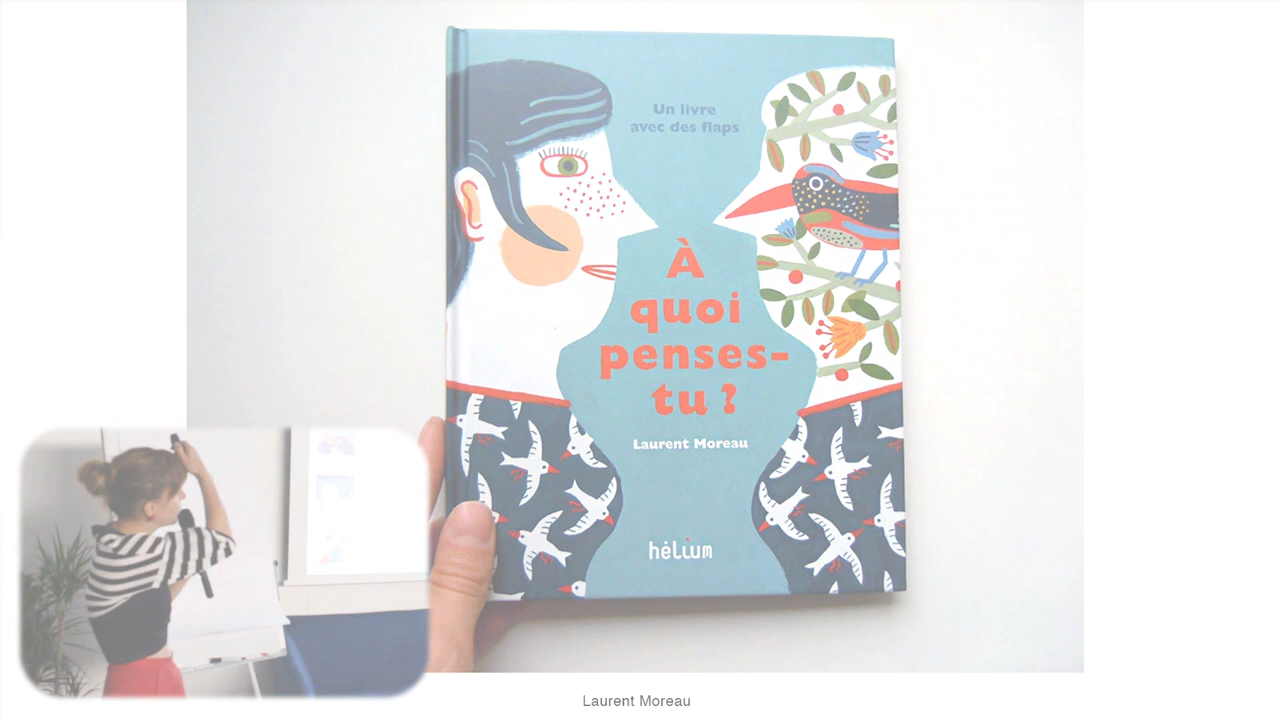 Un livre
avec des flaps
À
quoi
penses-
tu ?
Laurent Moreau
hélium
Laurent Moreau